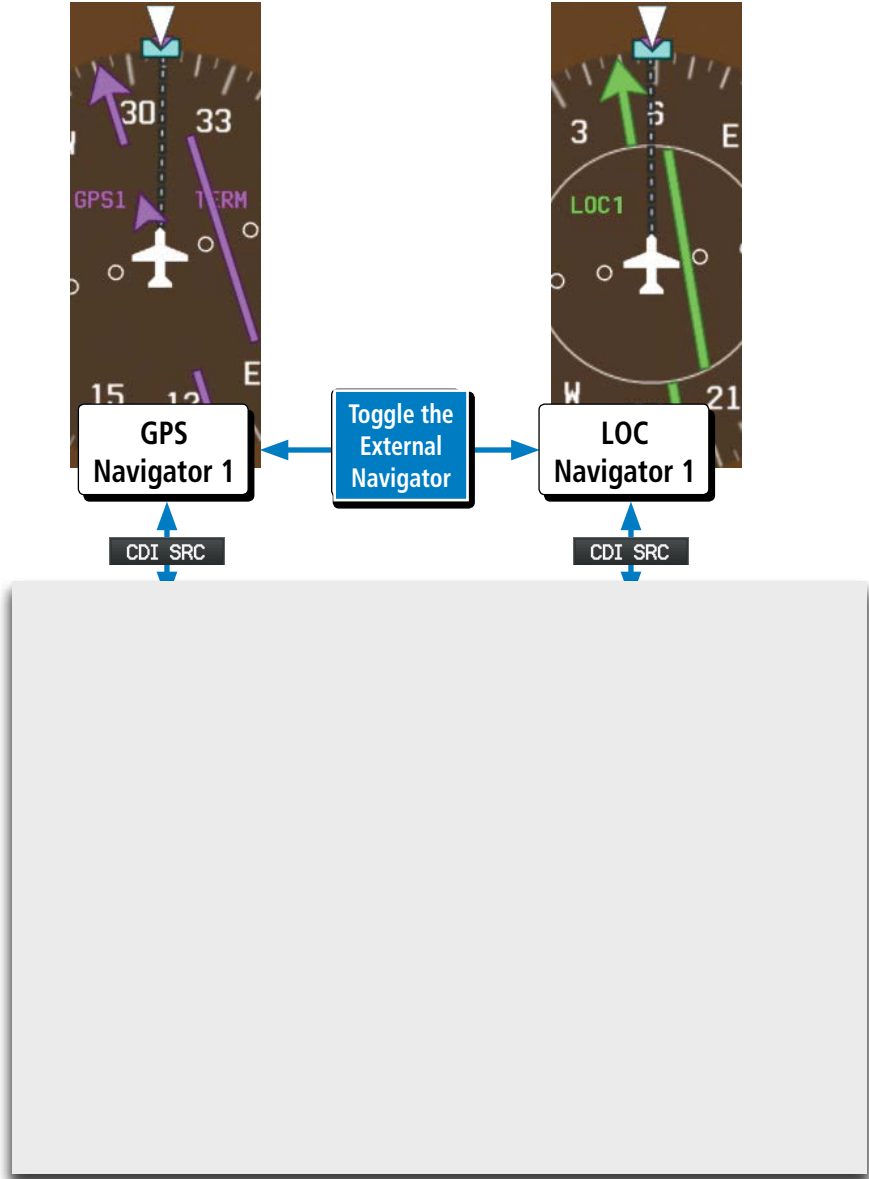 30
33
GPS1
TERM
15
12
E
3
6
E
LOC1
W
21
GPS
Navigator 1
Toggle the
External
Navigator
LOC
Navigator 1
CDI SRC
CDI SRC